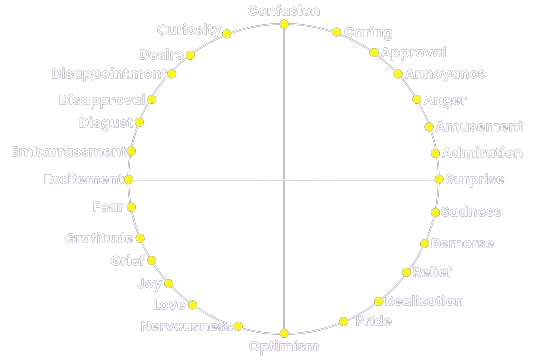 Confusion
Curiosity
Caring
Desire
Approval
Disappointment
Annoyance
Disapproval
Anger
Disgust
Amusement
Embarrassment
Admiration
Excitement
Surprise
Fear
Sadness
Gratitude
Remorse
Grief
Relief
Joy
Realization
Love
Pride
Nervousness
Optimism